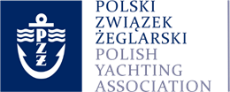 PZŻ
POLSKI
ZWIĄZEK
ŻEGLARSKI
POLISH
YACHTING
ASSOCIATION